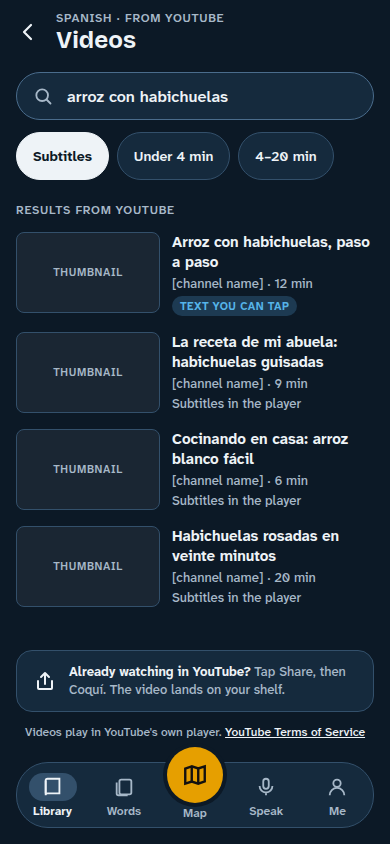 SPANISH · FROM YOUTUBE
Videos
arroz con habichuelas
Subtitles
Under 4 min
4–20 min
RESULTS FROM YOUTUBE
THUMBNAIL
Arroz con habichuelas, paso
a paso
[channel name] · 12 min
TEXT YOU CAN TAP
THUMBNAIL
La receta de mi abuela:
habichuelas guisadas
[channel name] · 9 min
Subtitles in the player
THUMBNAIL
Cocinando en casa: arroz
blanco fácil
[channel name] · 6 min
Subtitles in the player
THUMBNAIL
Habichuelas rosadas en
veinte minutos
[channel name] · 20 min
Subtitles in the player
Already watching in YouTube? Tap Share, then
Coquí. The video lands on your shelf.
Videos play in YouTube's own player. YouTube Terms of Service
Library
Words
Map
Speak
Me